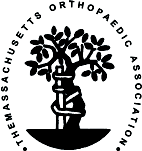 • THE MASSACHUSETTS ORTHOPAEDIC ASSOCIATION •